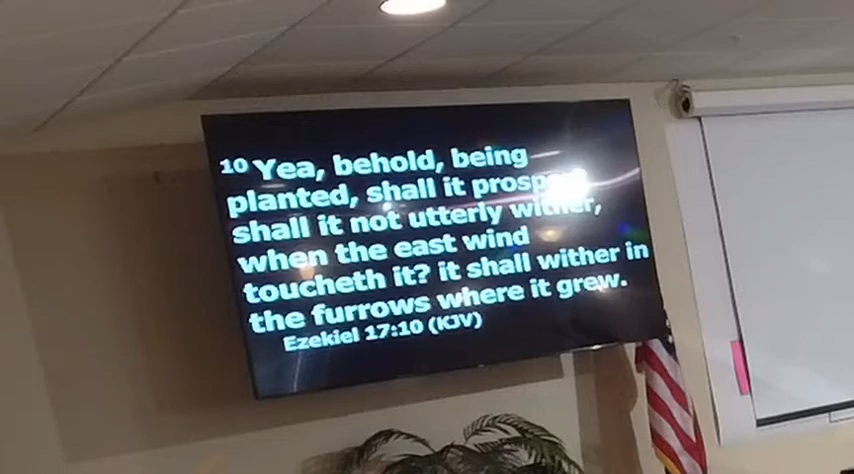 10 Yea, behold, being
planted, shall it prosper?
shall it not utterly wither,
when the east wind
toucheth it? it shall wither in
the furrows where it grew.
Ezekiel 17:10 (KJV)